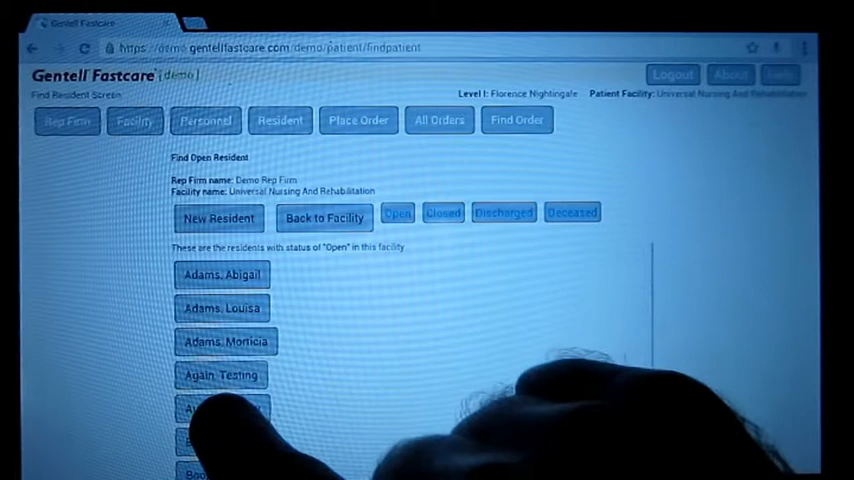 Gentell Fastcare
https://demo.gentellfastcare.com/demo/patient/findpatient
Gentell Fastcare [demo]
Logout
About
Find Resident Screen
Level I: Florence Nightingale
Patient Facility: Universal Nursing And Rehabilitation
Rep Firm
Facility
Personnel
Resident
Place Order
All Orders
Find Order
Find Open Resident
Rep Firm name: Demo Rep Firm
Facility name: Universal Nursing And Rehabilitation
New Resident
Back to Facility
Open
Closed
Discharged
Deceased
These are the residents with status of "Open" in this facility
Adams, Abigail
Adams, Louisa
Adams, Morticia
Again, Testing